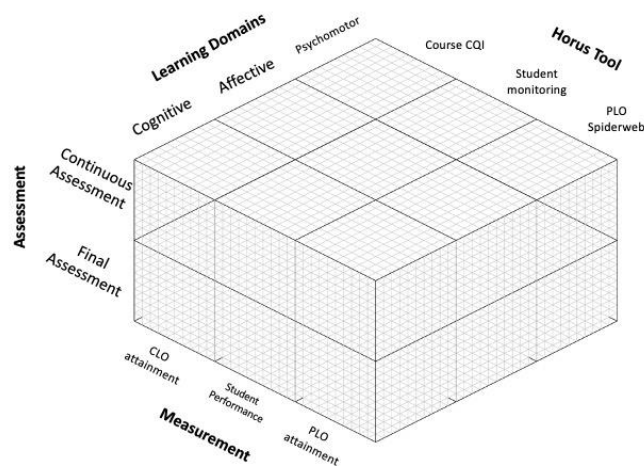 Learning Domains
Psychomotor
Affective
Cognitive
Course CQI
Horus Tool
Student
monitoring
PLO
Spiderweb
Assessment
Continuous
Assessment
Final
Assessment
CLO
attainment
Student
Performance
PLO
attainment
Measurement